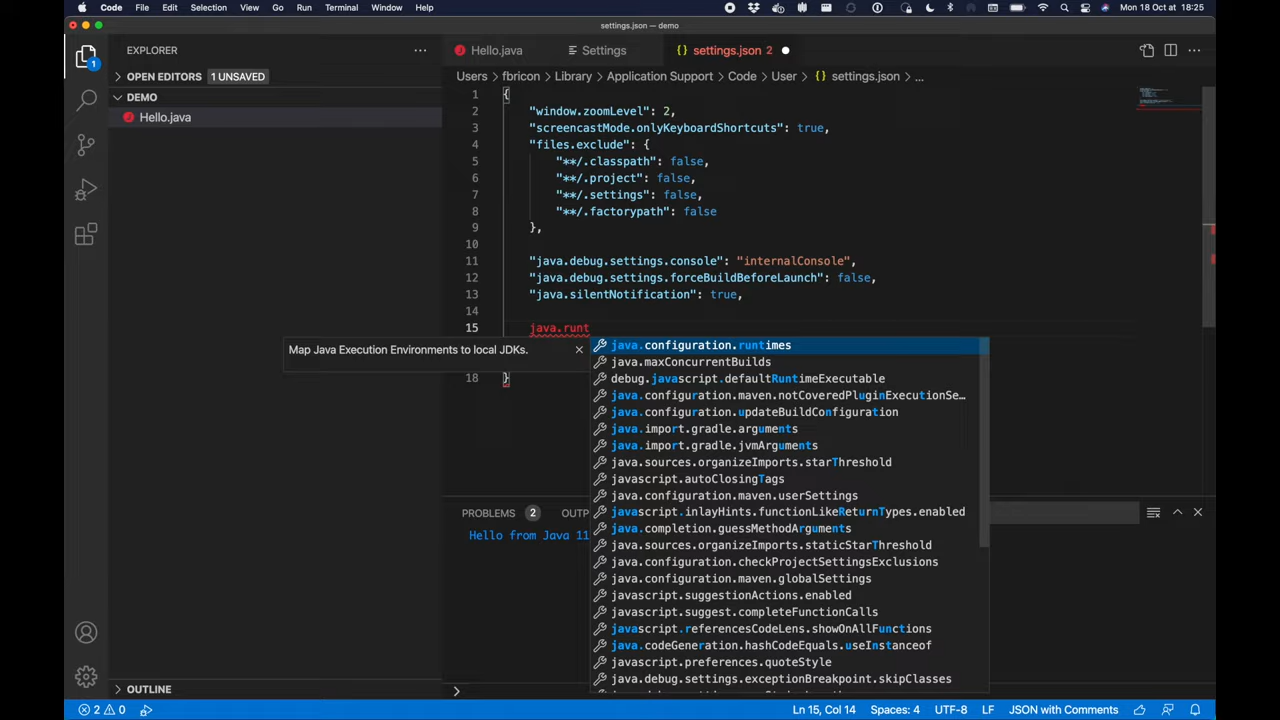 Code File Edit Selection View Go Run Terminal Window Help Mon 18 Oct at 18:25
settings.json — demo
EXPLORER
OPEN EDITORS 1 UNSAVED
DEMO
Hello.java
OUTLINE
1
Hello.java Settings {} settings.json 2
Users > fbricon > Library > Application Support > Code > User > {} settings.json > ...
1 {
2 "window.zoomLevel": 2,
3 "screencastMode.onlyKeyboardShortcuts": true,
4 "files.exclude": {
5 "**/.classpath": false,
6 "**/.project": false,
7 "**/.settings": false,
8 "**/.factorypath": false
9 },
10
11 "java.debug.settings.console": "internalConsole",
12 "java.debug.settings.forceBuildBeforeLaunch": false,
13 "java.silentNotification": true,
14
15 java.runt
18 }
Map Java Execution Environments to local JDKs.
java.configuration.runtimes
java.maxConcurrentBuilds
debug.javascript.defaultRuntimeExecutable
java.configuration.maven.notCoveredPluginExecutionSe…
java.configuration.updateBuildConfiguration
java.import.gradle.arguments
java.import.gradle.jvmArguments
java.sources.organizeImports.starThreshold
javascript.autoClosingTags
java.configuration.maven.userSettings
javascript.inlayHints.functionLikeReturnTypes.enabled
java.completion.guessMethodArguments
java.sources.organizeImports.staticStarThreshold
java.configuration.checkProjectSettingsExclusions
java.configuration.maven.globalSettings
javascript.suggestionActions.enabled
javascript.suggest.completeFunctionCalls
javascript.referencesCodeLens.showOnAllFunctions
java.codeGeneration.hashCodeEquals.useInstanceof
javascript.preferences.quoteStyle
java.debug.settings.exceptionBreakpoint.skipClasses
PROBLEMS 2 OUTP
Hello from Java 11
2 0 Ln 15, Col 14 Spaces: 4 UTF-8 LF JSON with Comments